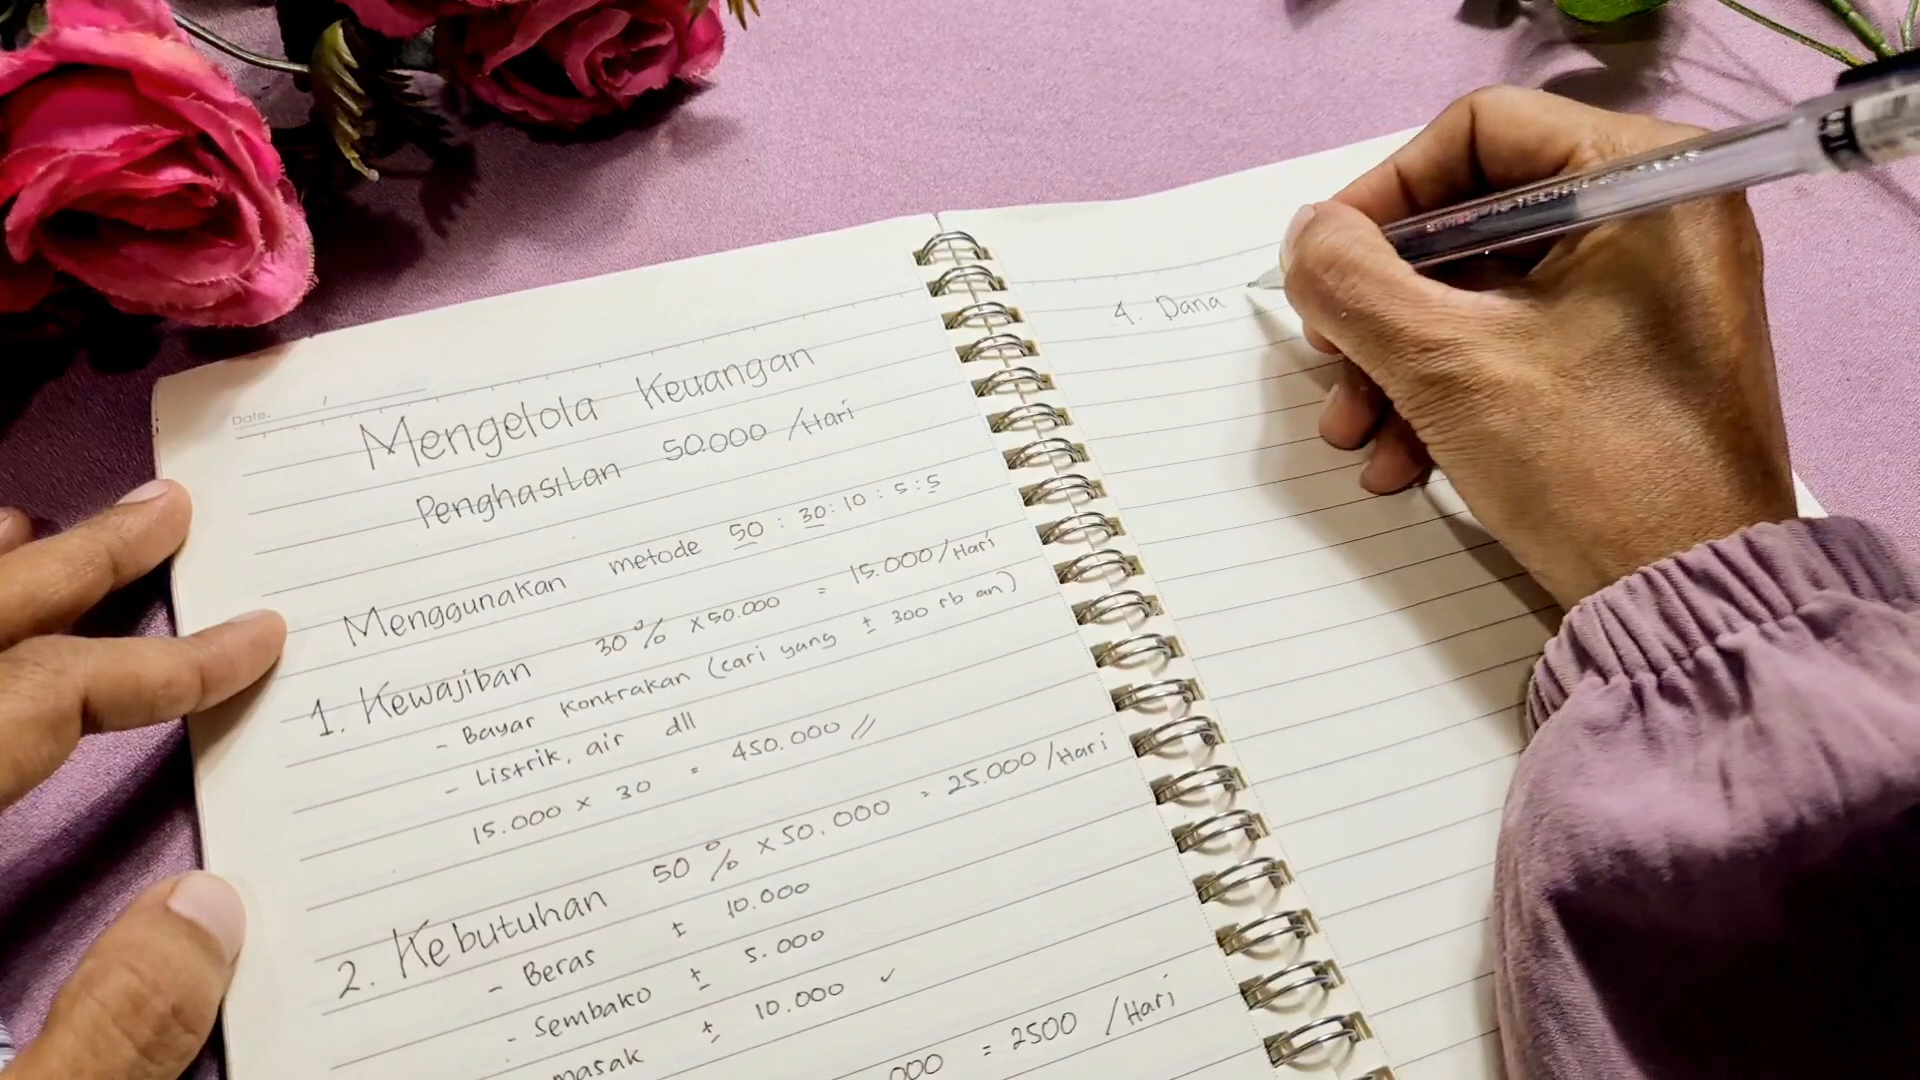 Date.
Mengelola Keuangan
Penghasilan 50.000 /Hari
Menggunakan metode 50 : 30 : 10 : 5 : 5
1. Kewajiban 30% x 50.000 = 15.000/Hari
- Bayar Kontrakan (cari yang ± 300 rb an)
- Listrik, air dll
15.000 x 30 = 450.000 //
2. Kebutuhan 50% x 50.000 = 25.000 /Hari
- Beras ± 10.000
- Sembako ± 5.000
masak ± 10.000 ✓
000 = 2500 /Hari
4. Dana